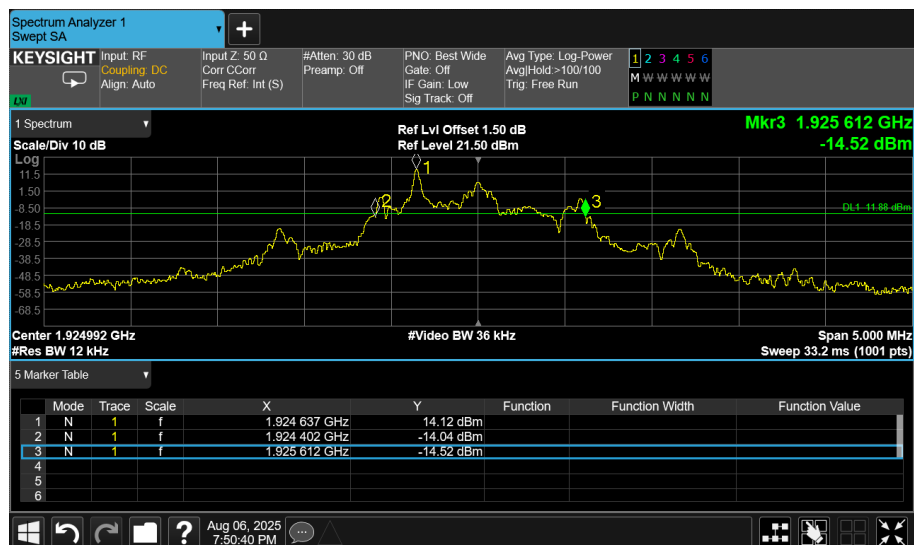 Spectrum Analyzer 1
Swept SA
KEYSIGHT
Input: RF
Coupling: DC
Align: Auto
Input Z: 50 Ω
Corr CCorr
Freq Ref: Int (S)
#Atten: 30 dB
Preamp: Off
PNO: Best Wide
Gate: Off
IF Gain: Low
Sig Track: Off
Avg Type: Log-Power
Avg|Hold:>100/100
Trig: Free Run
1 2 3 4 5 6
M W W W W W
P N N N N N
LXI
1 Spectrum
Scale/Div 10 dB
Ref Lvl Offset 1.50 dB
Ref Level 21.50 dBm
Mkr3 1.925 612 GHz
-14.52 dBm
Log
11.5
1.50
-8.50
-18.5
-28.5
-38.5
-48.5
-58.5
-68.5
1
2
3
DL1 -11.88 dBm
Center 1.924992 GHz
#Video BW 36 kHz
Span 5.000 MHz
#Res BW 12 kHz
Sweep 33.2 ms (1001 pts)
5 Marker Table
Mode Trace Scale X Y Function Function Width Function Value
1 N 1 f 1.924 637 GHz 14.12 dBm
2 N 1 f 1.924 402 GHz -14.04 dBm
3 N 1 f 1.925 612 GHz -14.52 dBm
4
5
6
?
Aug 06, 2025
7:50:40 PM